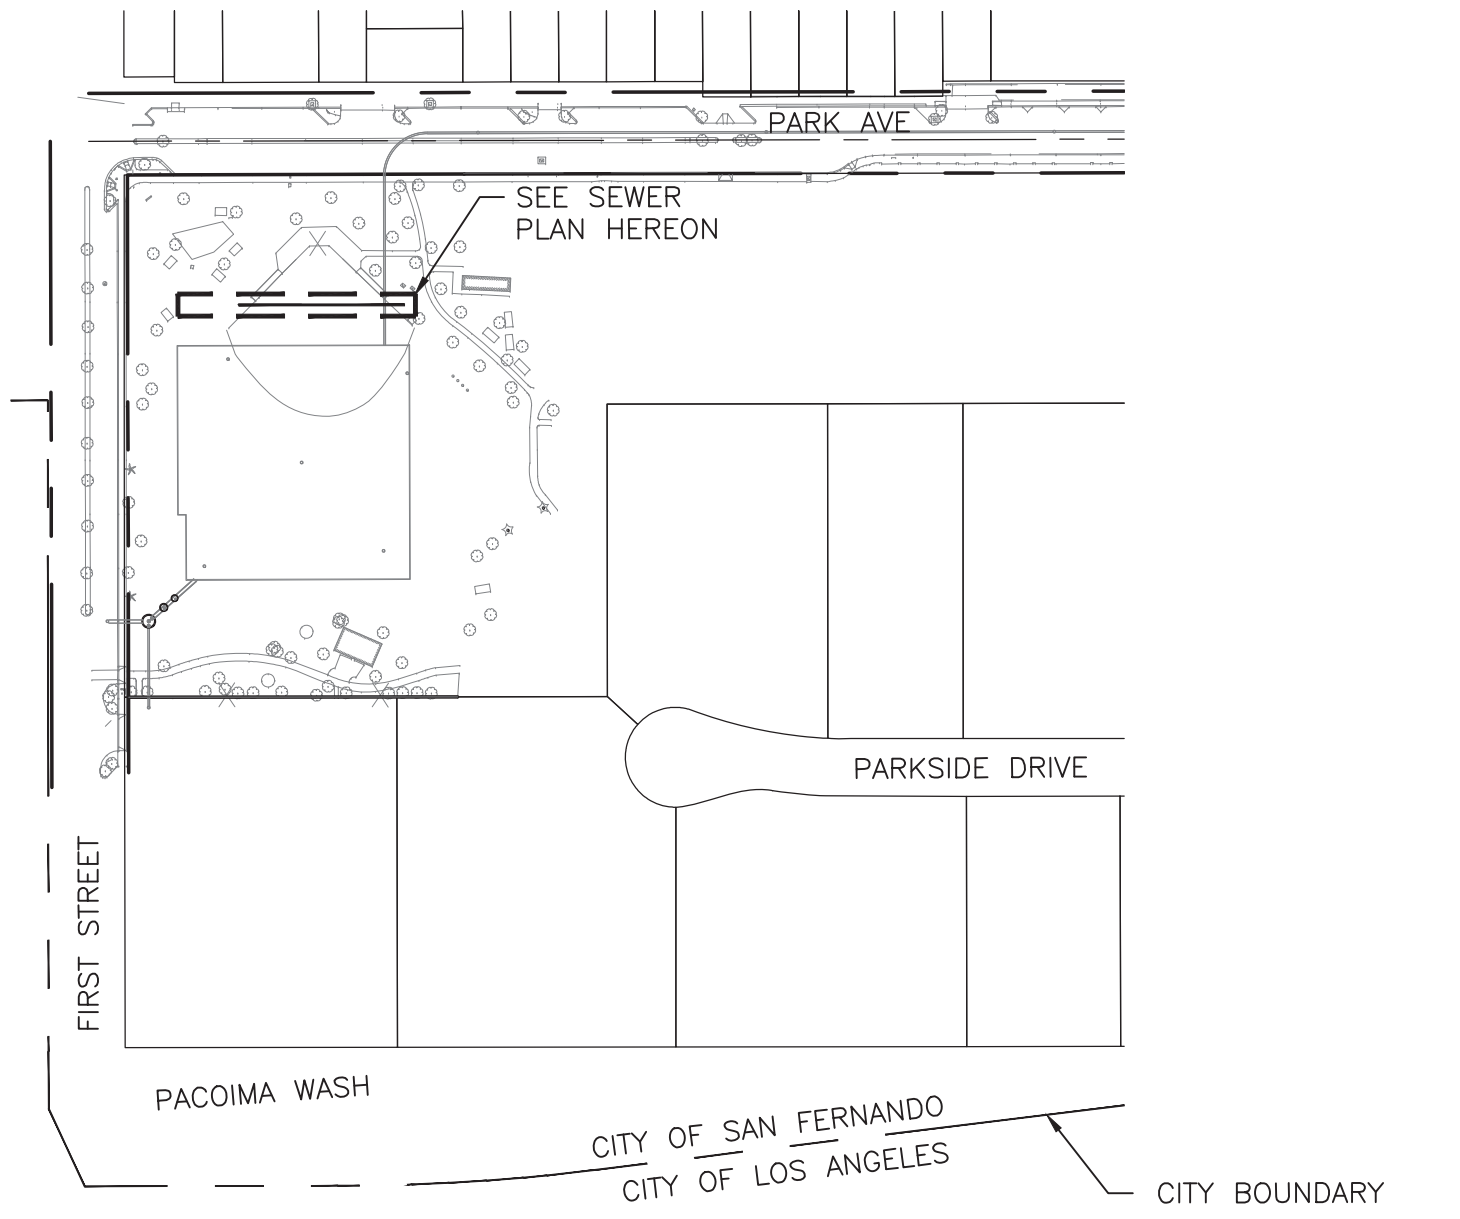 PARK AVE
SEE SEWER
PLAN HEREON
PARKSIDE DRIVE
FIRST STREET
PACOIMA WASH
CITY OF SAN FERNANDO
CITY OF LOS ANGELES
CITY BOUNDARY